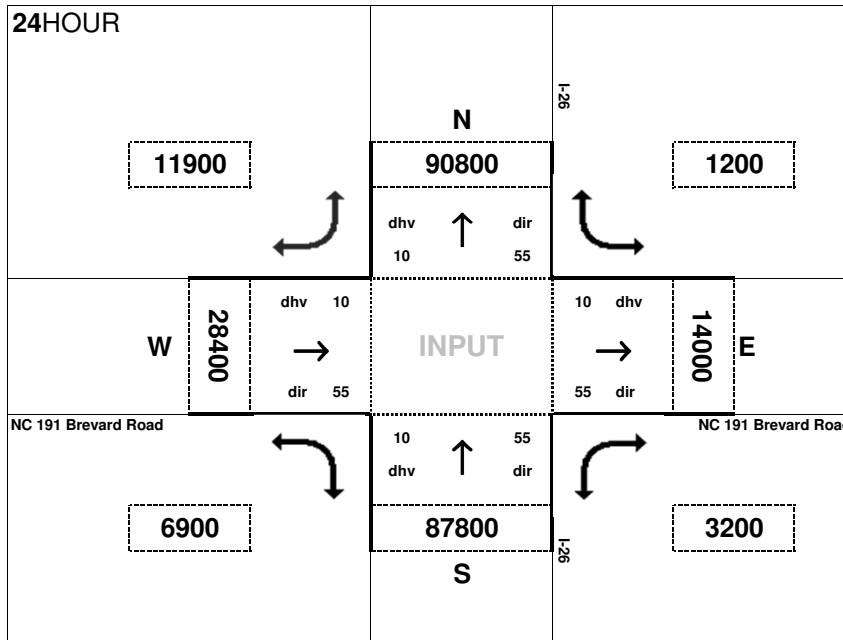 24HOUR
I-26
N
11900
90800
1200
dhv dir
10 55
dhv 10
10 dhv
W
28400
INPUT
14000
E
dir 55
55 dir
NC 191 Brevard Road
NC 191 Brevard Road
10 55
dhv dir
6900
87800
3200
I-26
S